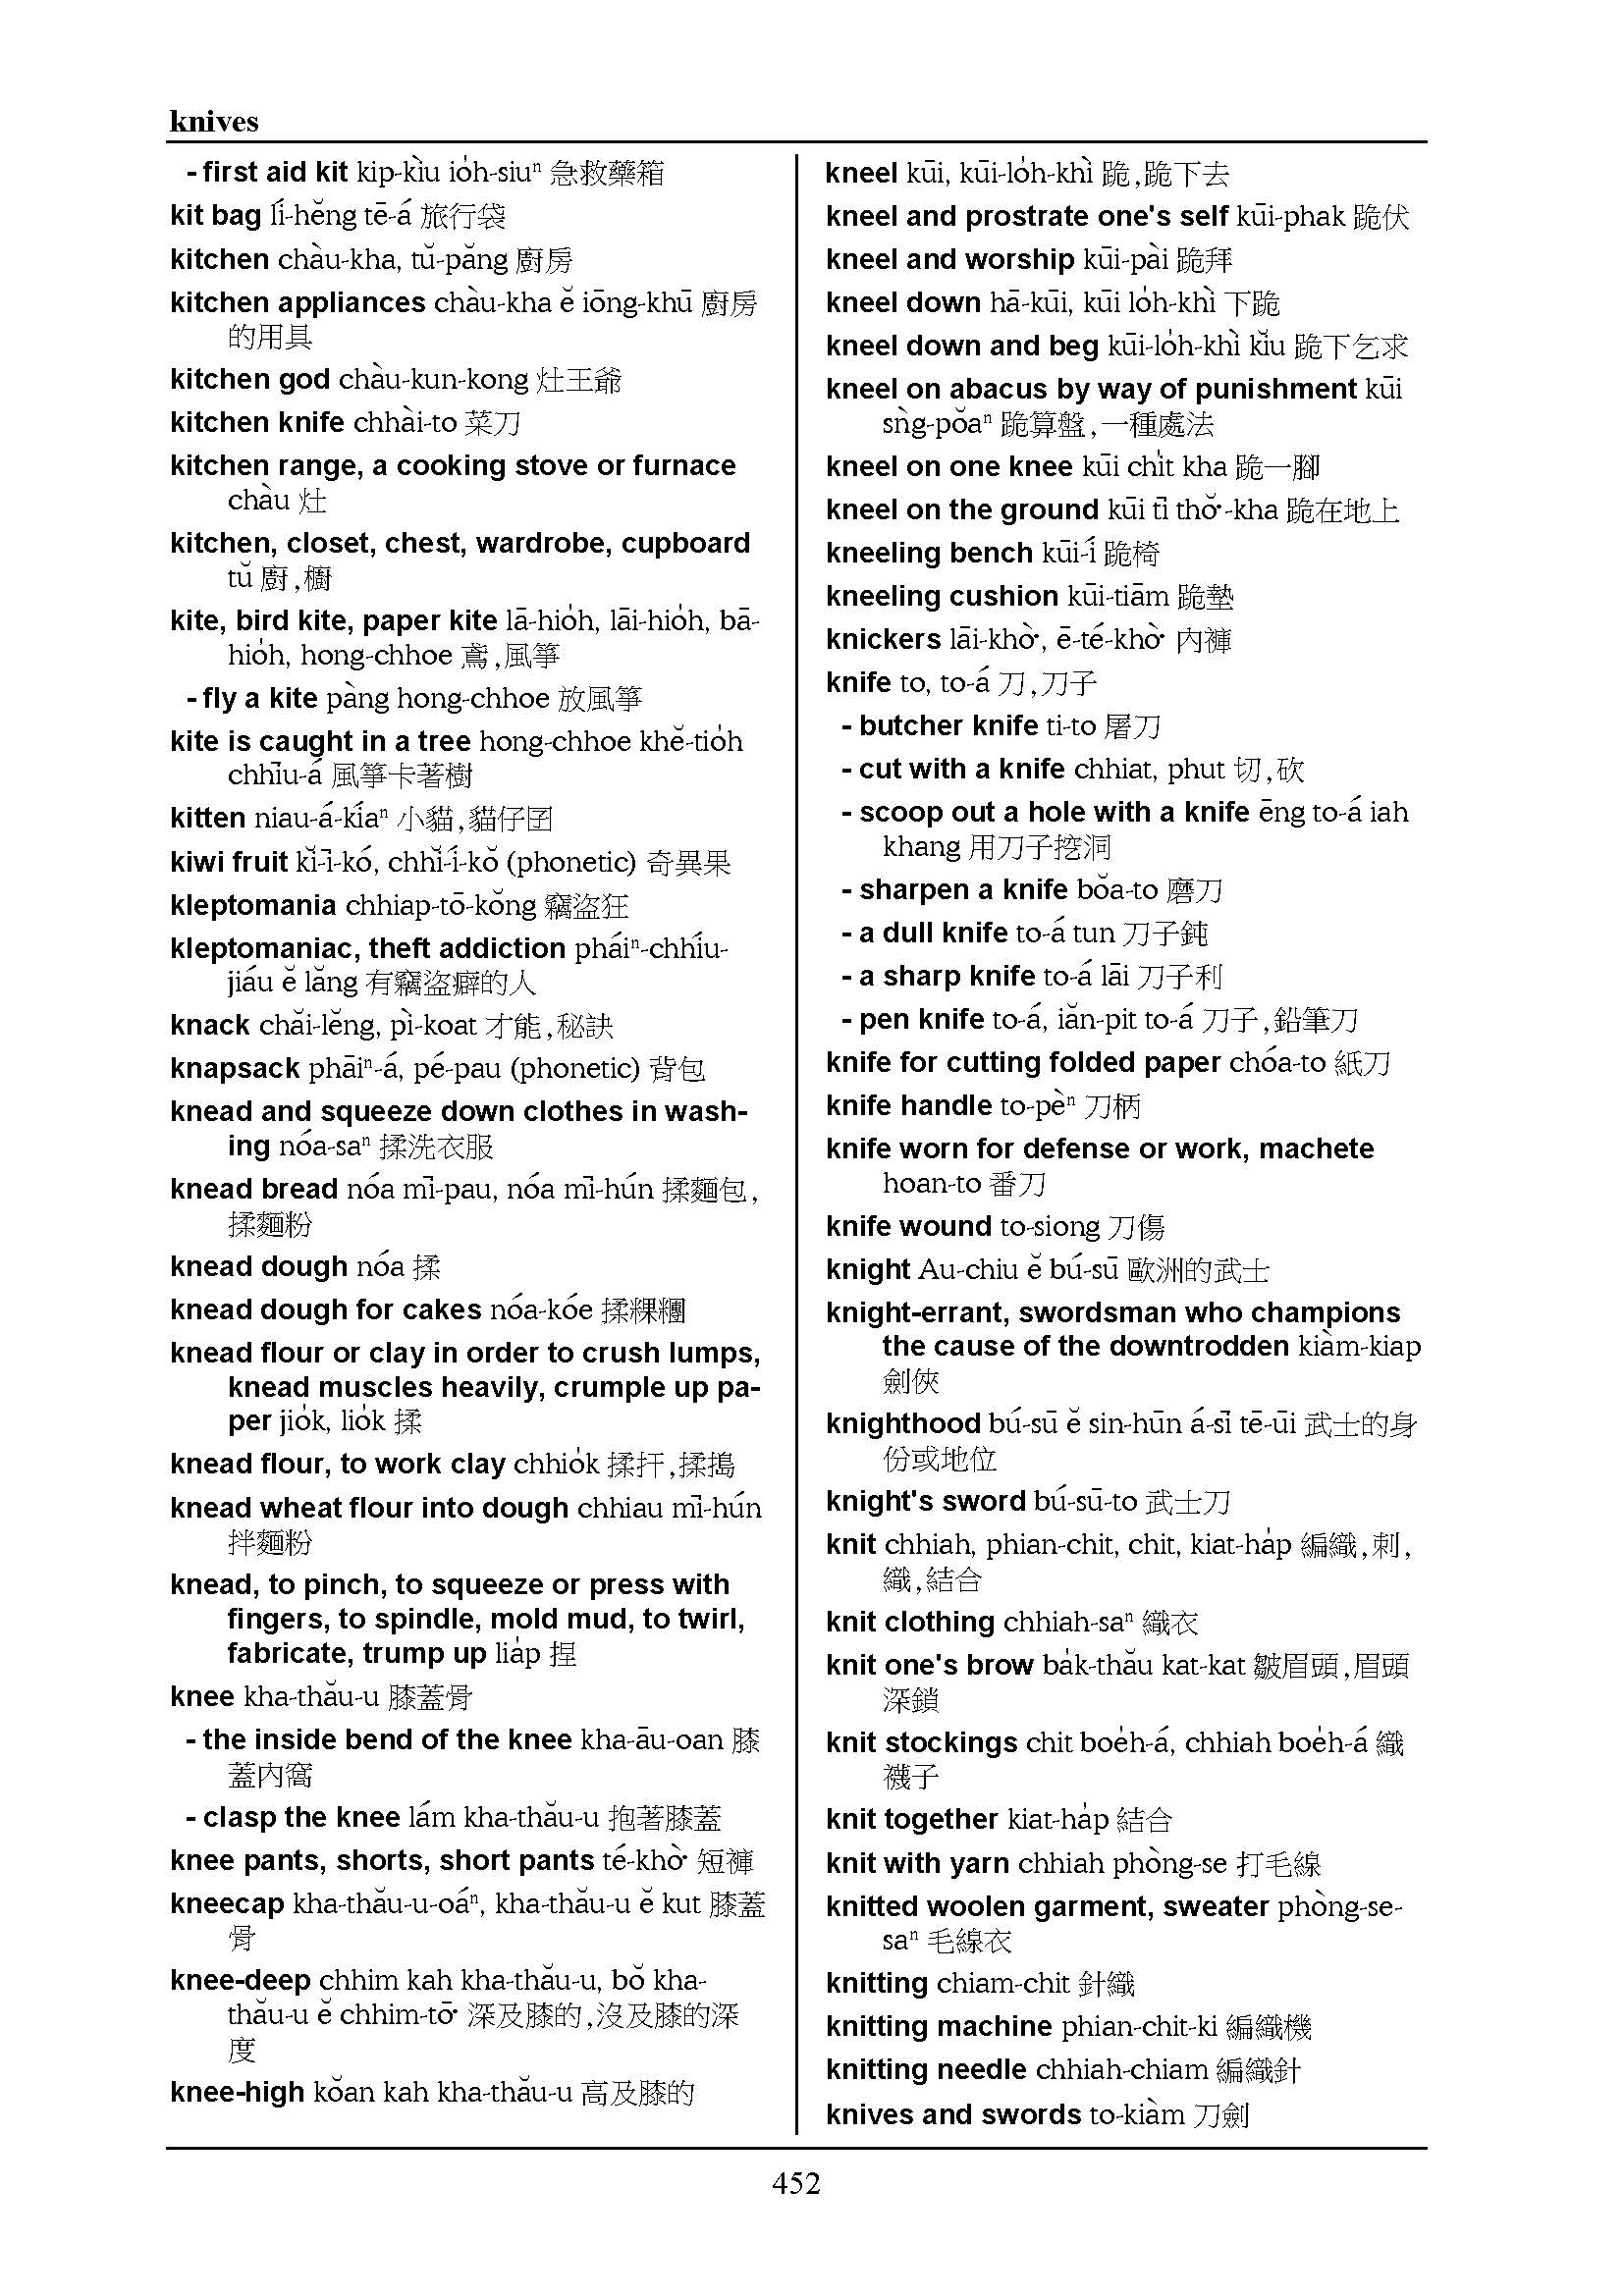 knives
- first aid kit kip-kìu io̍h-siuⁿ 急救藥箱
kit bag lí-hĕng tē-á 旅行袋
kitchen chàu-kha, tŭ-păng 廚房
kitchen appliances chàu-kha ĕ iōng-khū 廚房
的用具
kitchen god chàu-kun-kong 灶王爺
kitchen knife chhài-to 菜刀
kitchen range, a cooking stove or furnace
chàu 灶
kitchen, closet, chest, wardrobe, cupboard
tŭ 廚,櫥
kite, bird kite, paper kite lā-hio̍h, lāi-hio̍h, bā-
hio̍h, hong-chhoe 鳶,風箏
- fly a kite pàng hong-chhoe 放風箏
kite is caught in a tree hong-chhoe khĕ-tio̍h
chhīu-á 風箏卡著樹
kitten niau-á-kíaⁿ 小貓,貓仔囝
kiwi fruit kĭ-ī-kó, chhĭ-í-kŏ (phonetic) 奇異果
kleptomania chhiap-tō-kŏng 竊盜狂
kleptomaniac, theft addiction pháiⁿ-chhíu-
jiáu ĕ lăng 有竊盜癖的人
knack chăi-lĕng, pì-koat 才能,秘訣
knapsack phāiⁿ-á, pé-pau (phonetic) 背包
knead and squeeze down clothes in wash-
ing nóa-saⁿ 揉洗衣服
knead bread nóa mī-pau, nóa mī-hún 揉麵包,
揉麵粉
knead dough nóa 揉
knead dough for cakes nóa-kóe 揉粿糰
knead flour or clay in order to crush lumps,
knead muscles heavily, crumple up pa-
per jio̍k, lio̍k 揉
knead flour, to work clay chhio̍k 揉扞,揉搗
knead wheat flour into dough chhiau mī-hún
拌麵粉
knead, to pinch, to squeeze or press with
fingers, to spindle, mold mud, to twirl,
fabricate, trump up lia̍p 捏
knee kha-thău-u 膝蓋骨
- the inside bend of the knee kha-āu-oan 膝
蓋內窩
- clasp the knee lám kha-thău-u 抱著膝蓋
knee pants, shorts, short pants té-khò͘ 短褲
kneecap kha-thău-u-oáⁿ, kha-thău-u ĕ kut 膝蓋
骨
knee-deep chhim kah kha-thău-u, bŏ kha-
thău-u ĕ chhim-tō͘ 深及膝的,沒及膝的深
度
knee-high kŏan kah kha-thău-u 高及膝的
kneel kūi, kūi-lo̍h-khì 跪,跪下去
kneel and prostrate one's self kūi-phak 跪伏
kneel and worship kūi-pài 跪拜
kneel down hā-kūi, kūi lo̍h-khì 下跪
kneel down and beg kūi-lo̍h-khì kĭu 跪下乞求
kneel on abacus by way of punishment kūi
sǹg-pŏaⁿ 跪算盤,一種處法
kneel on one knee kūi chi̍t kha 跪一腳
kneel on the ground kūi tī thŏ͘-kha 跪在地上
kneeling bench kūi-í 跪椅
kneeling cushion kūi-tiām 跪墊
knickers lāi-khò͘, ē-té-khò͘ 內褲
knife to, to-á 刀,刀子
- butcher knife ti-to 屠刀
- cut with a knife chhiat, phut 切,砍
- scoop out a hole with a knife ēng to-á iah
khang 用刀子挖洞
- sharpen a knife bŏa-to 磨刀
- a dull knife to-á tun 刀子鈍
- a sharp knife to-á lāi 刀子利
- pen knife to-á, iăn-pit to-á 刀子,鉛筆刀
knife for cutting folded paper chóa-to 紙刀
knife handle to-pèⁿ 刀柄
knife worn for defense or work, machete
hoan-to 番刀
knife wound to-siong 刀傷
knight Au-chiu ĕ bú-sū 歐洲的武士
knight-errant, swordsman who champions
the cause of the downtrodden kiàm-kiap
劍俠
knighthood bú-sū ĕ sin-hūn á-sī tē-ūi 武士的身
份或地位
knight's sword bú-sū-to 武士刀
knit chhiah, phian-chit, chit, kiat-ha̍p 編織,刺,
織,結合
knit clothing chhiah-saⁿ 織衣
knit one's brow ba̍k-thău kat-kat 皺眉頭,眉頭
深鎖
knit stockings chit boe̍h-á, chhiah boe̍h-á 織
襪子
knit together kiat-ha̍p 結合
knit with yarn chhiah phòng-se 打毛線
knitted woolen garment, sweater phòng-se-
saⁿ 毛線衣
knitting chiam-chit 針織
knitting machine phian-chit-ki 編織機
knitting needle chhiah-chiam 編織針
knives and swords to-kiàm 刀劍
452